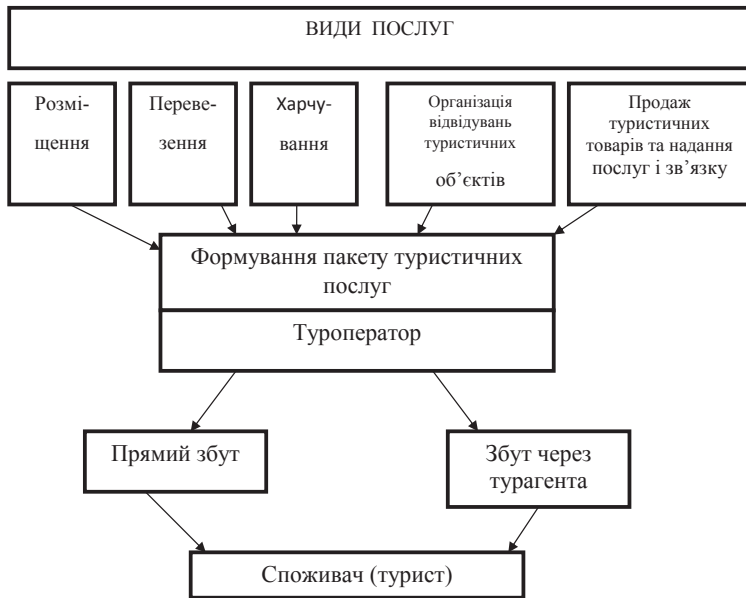 ВИДИ ПОСЛУГ
Розмі-
щення
Переве-
зення
Харчу-
вання
Організація
відвідувань
туристичних
об’єктів
Продаж
туристичних
товарів та надання
послуг і зв’язку
Формування пакету туристичних
послуг
Туроператор
Прямий збут
Збут через
турагента
Споживач (турист)